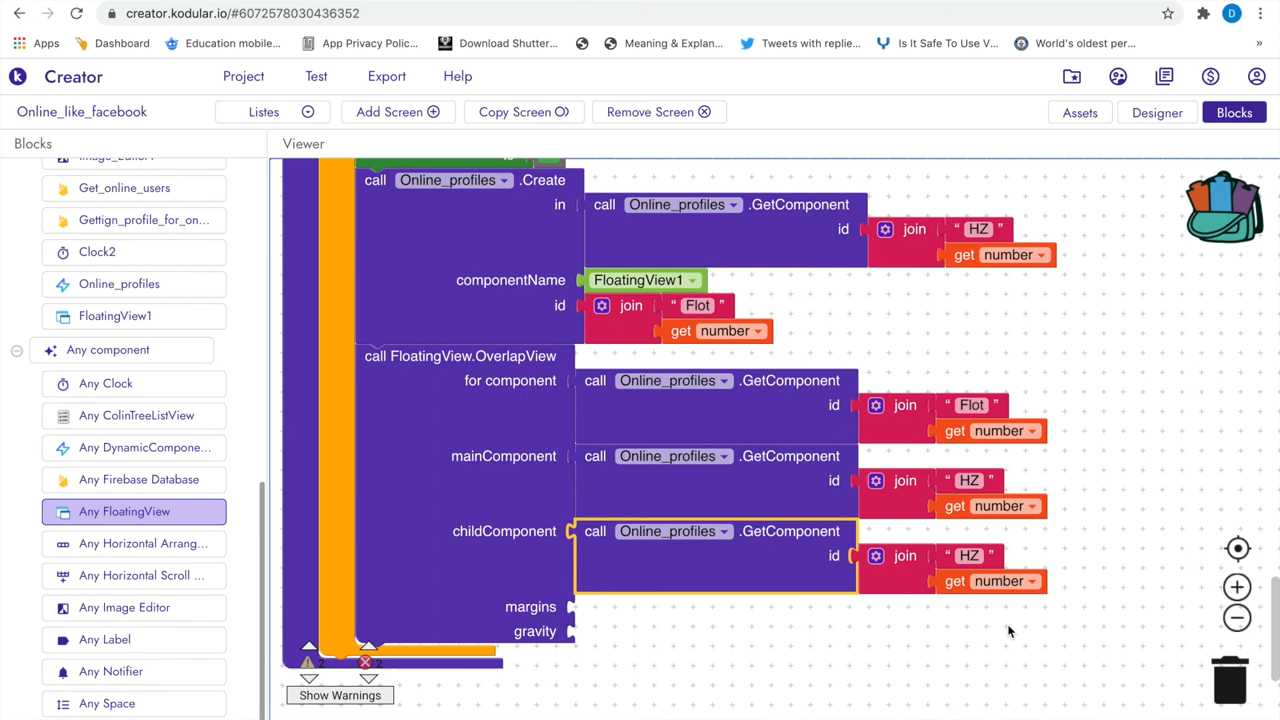 creator.kodular.io/#6072578030436352
D
Apps Dashboard Education mobile... App Privacy Polic... Download Shutter... Meaning & Explan... Tweets with replie... Is It Safe To Use V... World's oldest per... »
Creator Project Test Export Help
Online_like_facebook Listes Add Screen Copy Screen Remove Screen Assets Designer Blocks
Blocks Viewer
Image_Editor1
Get_online_users
Gettign_profile_for_on...
Clock2
Online_profiles
FloatingView1
Any component
Any Clock
Any ColinTreeListView
Any DynamicCompone...
Any Firebase Database
Any FloatingView
Any Horizontal Arrang...
Any Horizontal Scroll ...
Any Image Editor
Any Label
Any Notifier
Any Space
call Online_profiles .Create
in call Online_profiles .GetComponent
id join “ HZ ”
get number
componentName FloatingView1
id join “ Flot ”
get number
call FloatingView.OverlapView
for component call Online_profiles .GetComponent
id join “ Flot ”
get number
mainComponent call Online_profiles .GetComponent
id join “ HZ ”
get number
childComponent call Online_profiles .GetComponent
id join “ HZ ”
get number
margins
gravity
2 2
Show Warnings